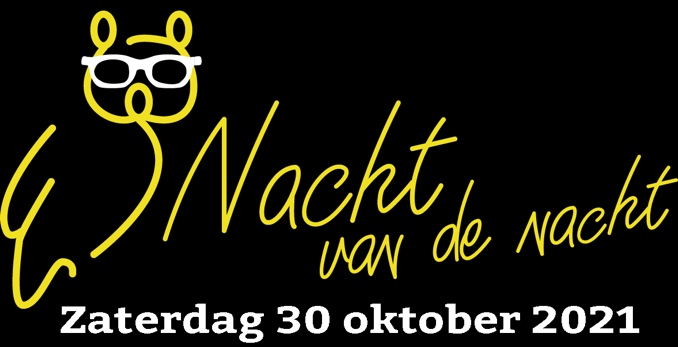 Nacht
van de nacht
Zaterdag 30 oktober 2021